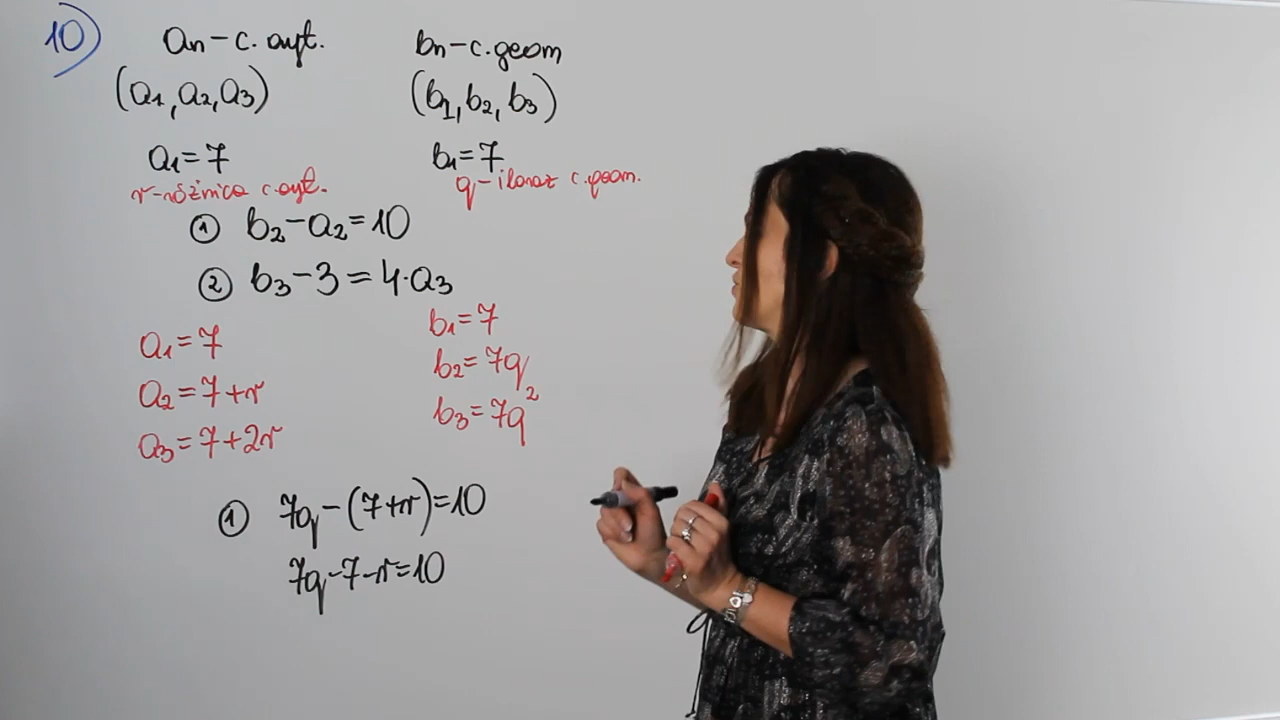 10) an - c. aryt. bn - c. geom
(a1, a2, a3) (b1, b2, b3)
a1 = 7 b1 = 7
r - różnica c. aryt. q - iloraz c. geom.
① b2 - a2 = 10
② b3 - 3 = 4·a3
a1 = 7 b1 = 7
a2 = 7+r b2 = 7q
a3 = 7+2r b3 = 7q²
① 7q - (7+r) = 10
7q - 7 - r = 10